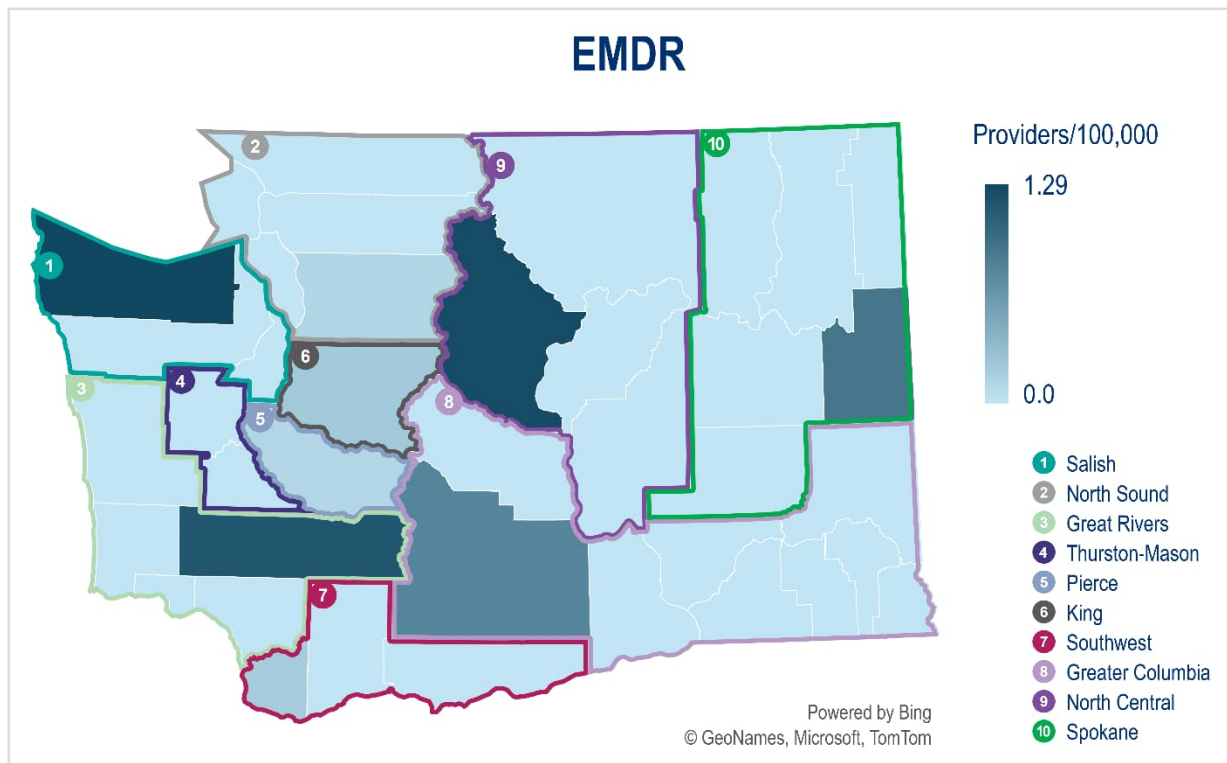 EMDR
Providers/100,000
1.29
0.0
2
9
10
1
6
4
3
8
5
7
1 Salish
2 North Sound
3 Great Rivers
4 Thurston-Mason
5 Pierce
6 King
7 Southwest
8 Greater Columbia
9 North Central
10 Spokane
Powered by Bing
© GeoNames, Microsoft, TomTom